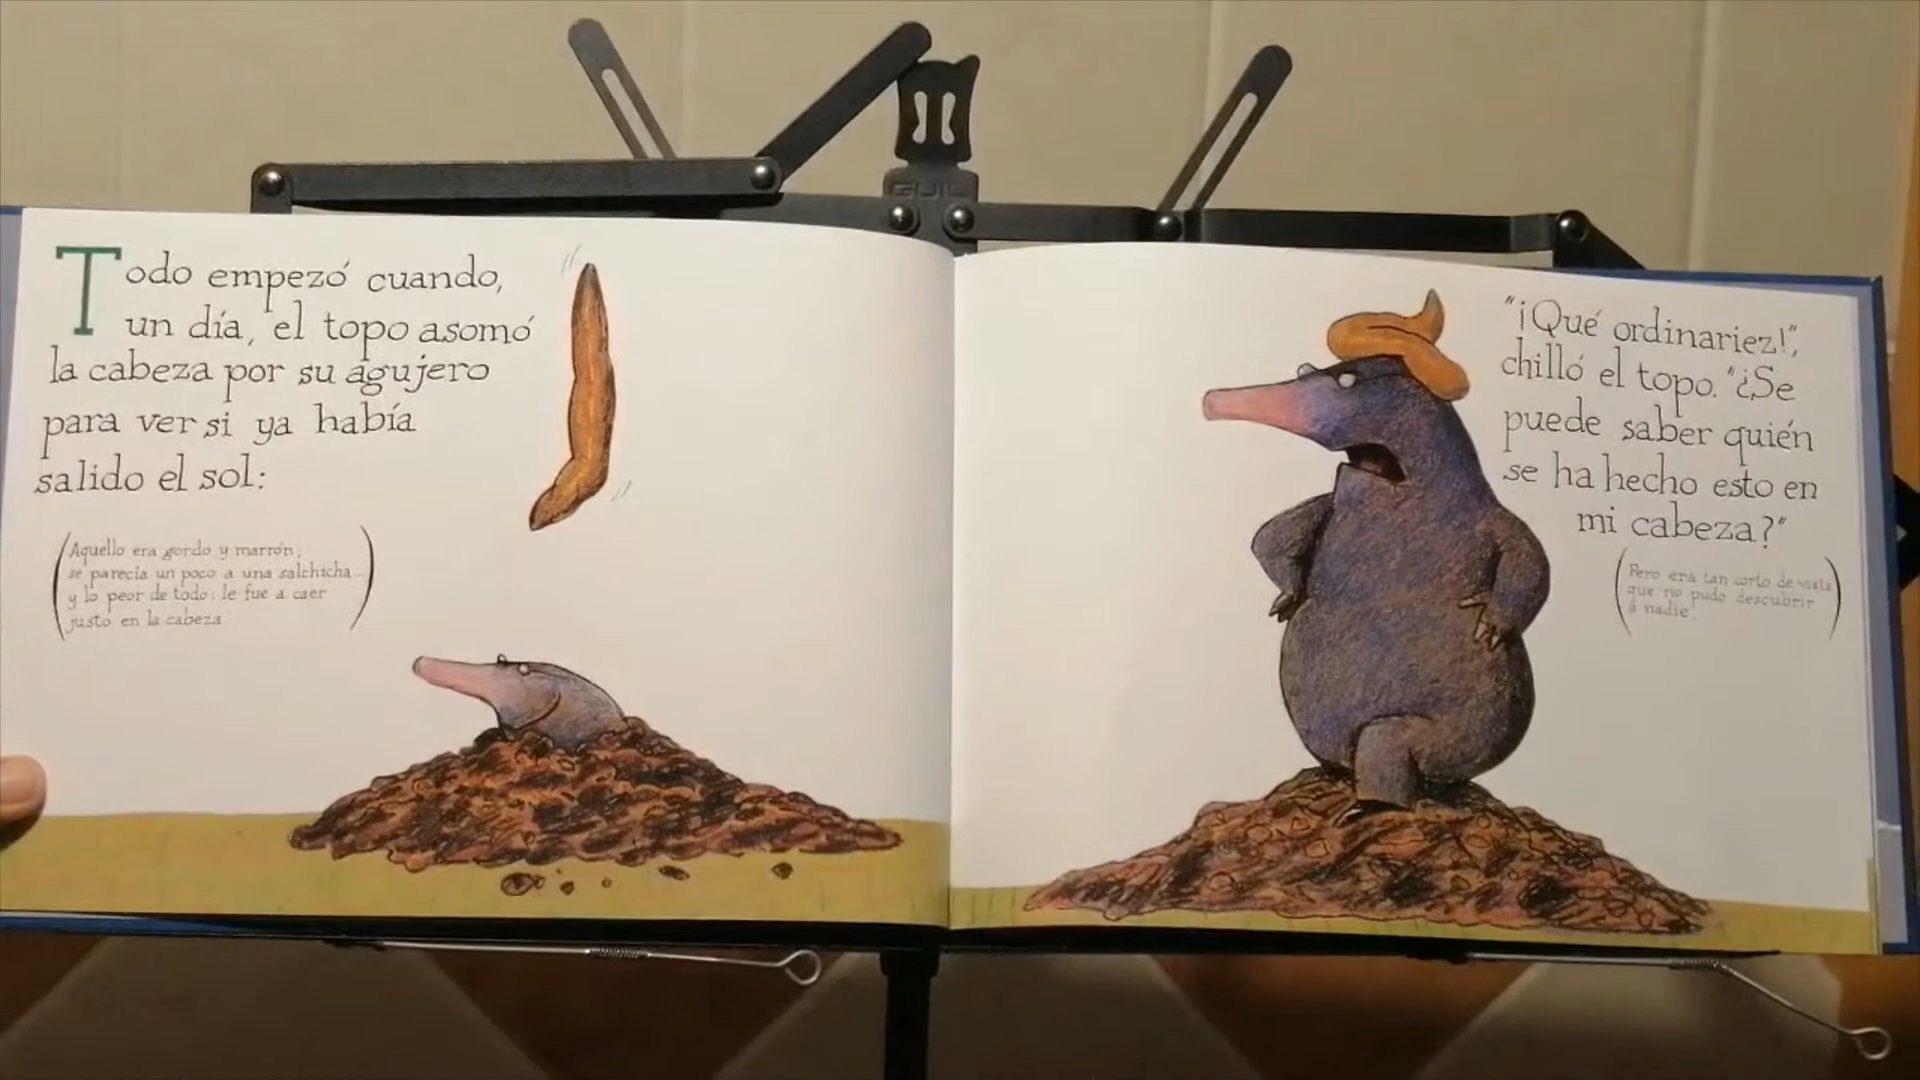 Todo empezó cuando,
un día, el topo asomó
la cabeza por su agujero
para ver si ya había
salido el sol:
(Aquello era gordo y marrón;
se parecía un poco a una salchicha...
y lo peor de todo: le fue a caer
justo en la cabeza.)
GUIL
"¡Qué ordinariez!",
chilló el topo. "¿Se
puede saber quién
se ha hecho esto en
mi cabeza?"
(Pero era tan corto de vista
que no pudo descubrir
a nadie.)